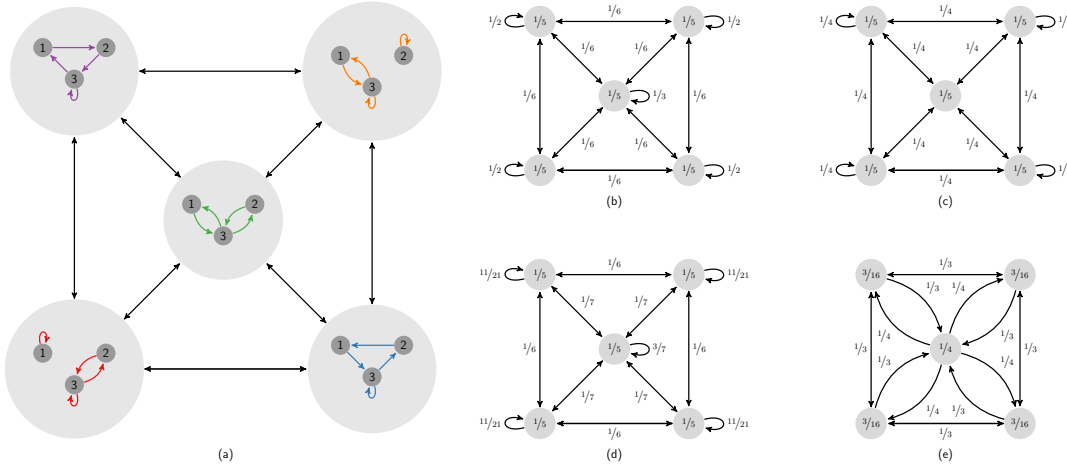 1 2
3
1 2
3
1 2
3
1 2
3
1 2
3
(a)
1/2 1/5 1/6 1/5 1/2
1/6 1/6
1/6 1/5 1/3 1/6
1/6 1/6
1/2 1/5 1/6 1/5 1/2
(b)
1/4 1/5 1/4 1/5
1/4 1/4
1/4 1/5 1/4
1/4 1/4
1/4 1/5 1/4 1/5
(c)
11/21 1/5 1/6 1/5 11/21
1/7 1/7
1/6 1/5 3/7 1/6
1/7 1/7
11/21 1/5 1/6 1/5 11/21
(d)
3/16 1/3 3/16
1/3 1/4
1/4 1/3
1/3 1/4 1/3
1/3 1/4
1/4 1/3
3/16 1/3 3/16
(e)